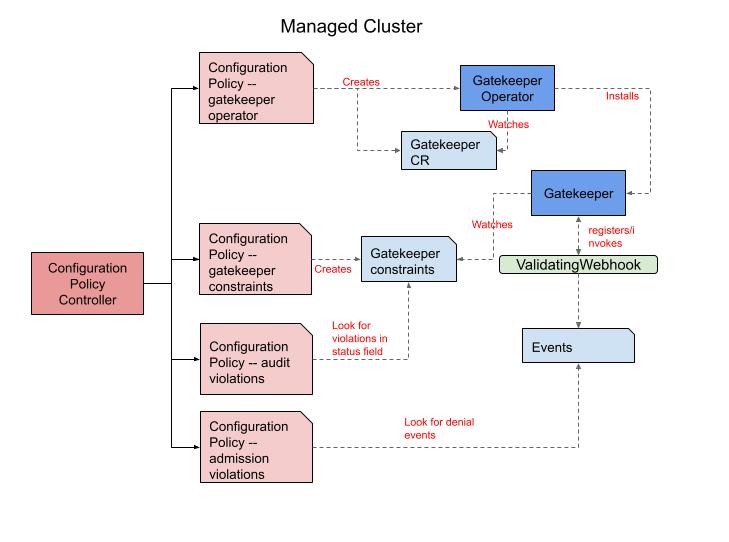 Managed Cluster
Configuration
Policy --
gatekeeper
operator
Creates
Gatekeeper
Operator
Installs
Watches
Gatekeeper
CR
Gatekeeper
Watches
registers/i
nvokes
Configuration
Policy --
gatekeeper
constraints
Creates
Gatekeeper
constraints
ValidatingWebhook
Configuration
Policy
Controller
Look for
violations in
status field
Configuration
Policy -- audit
violations
Events
Configuration
Policy --
admission
violations
Look for denial
events